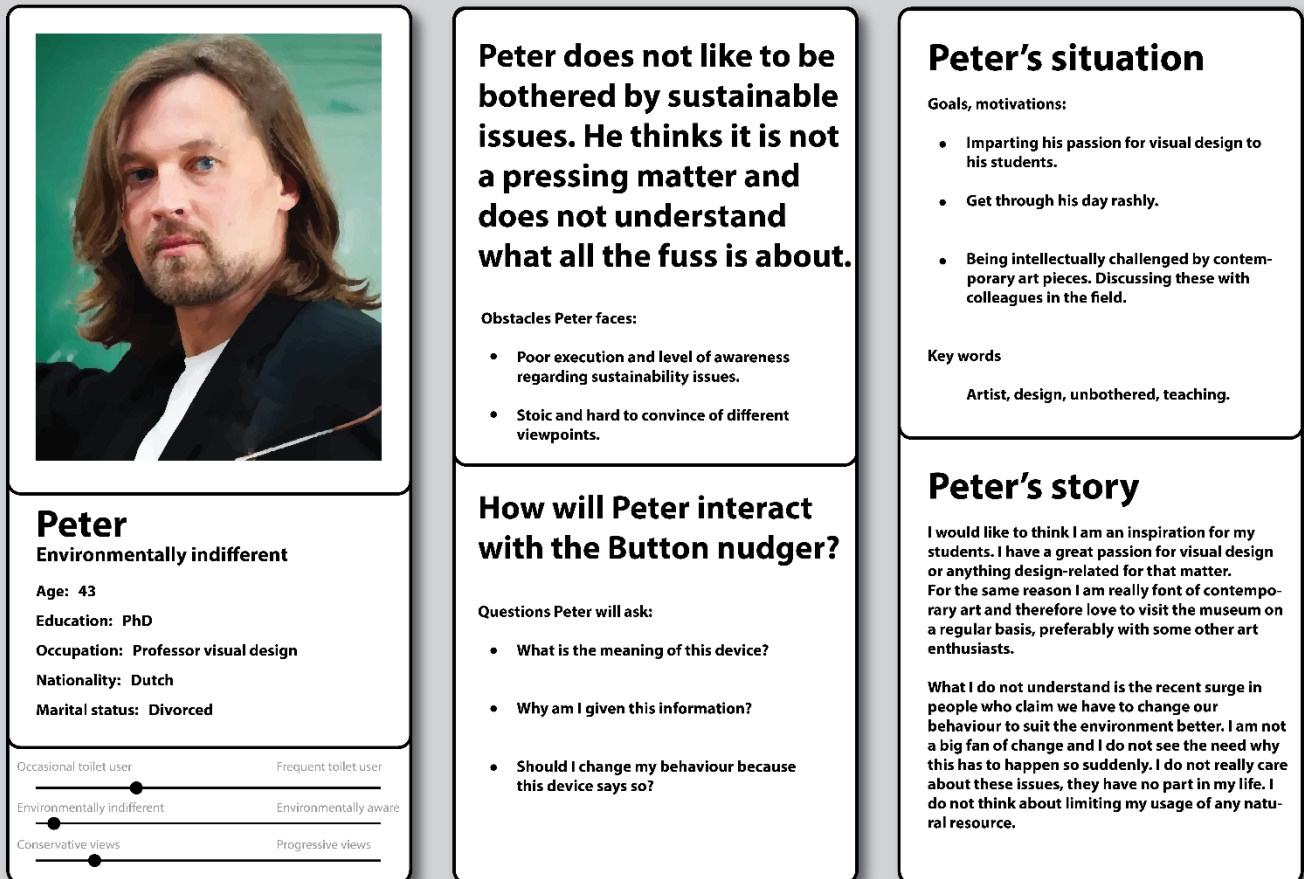 Peter
Environmentally indifferent
Age: 43
Education: PhD
Occupation: Professor visual design
Nationality: Dutch
Marital status: Divorced
Occasional toilet user
Frequent toilet user
Environmentally indifferent
Environmentally aware
Conservative views
Progressive views
Peter does not like to be
bothered by sustainable
issues. He thinks it is not
a pressing matter and
does not understand
what all the fuss is about.
Obstacles Peter faces:
• Poor execution and level of awareness
regarding sustainability issues.
• Stoic and hard to convince of different
viewpoints.
How will Peter interact
with the Button nudger?
Questions Peter will ask:
• What is the meaning of this device?
• Why am I given this information?
• Should I change my behaviour because
this device says so?
Peter's situation
Goals, motivations:
• Imparting his passion for visual design to
his students.
• Get through his day rashly.
• Being intellectually challenged by contem-
porary art pieces. Discussing these with
colleagues in the field.
Key words
Artist, design, unbothered, teaching.
Peter's story
I would like to think I am an inspiration for my
students. I have a great passion for visual design
or anything design-related for that matter.
For the same reason I am really font of contempo-
rary art and therefore love to visit the museum on
a regular basis, preferably with some other art
enthusiasts.
What I do not understand is the recent surge in
people who claim we have to change our
behaviour to suit the environment better. I am not
a big fan of change and I do not see the need why
this has to happen so suddenly. I do not really care
about these issues, they have no part in my life. I
do not think about limiting my usage of any natu-
ral resource.